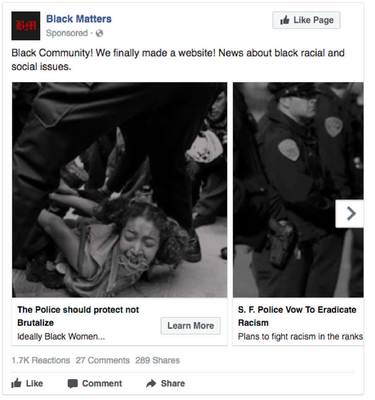 BM
Black Matters
Like Page
Sponsored ·
Black Community! We finally made a website! News about black racial and
social issues.
The Police should protect not
Brutalize
Ideally Black Women...
Learn More
S. F. Police Vow To Eradicate
Racism
Plans to fight racism in the ranks
1.7K Reactions 27 Comments 289 Shares
Like Comment Share